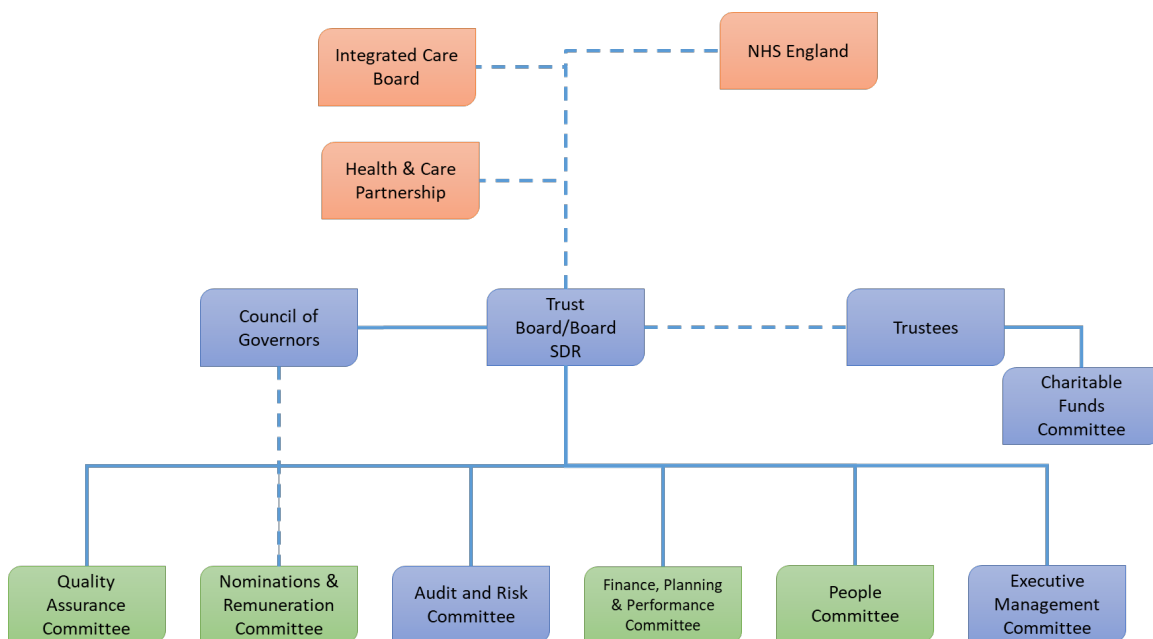 Integrated Care
Board
NHS England
Health & Care
Partnership
Council of
Governors
Trust
Board/Board
SDR
Trustees
Charitable
Funds
Committee
Quality
Assurance
Committee
Nominations &
Remuneration
Committee
Audit and Risk
Committee
Finance, Planning
& Performance
Committee
People
Committee
Executive
Management
Committee